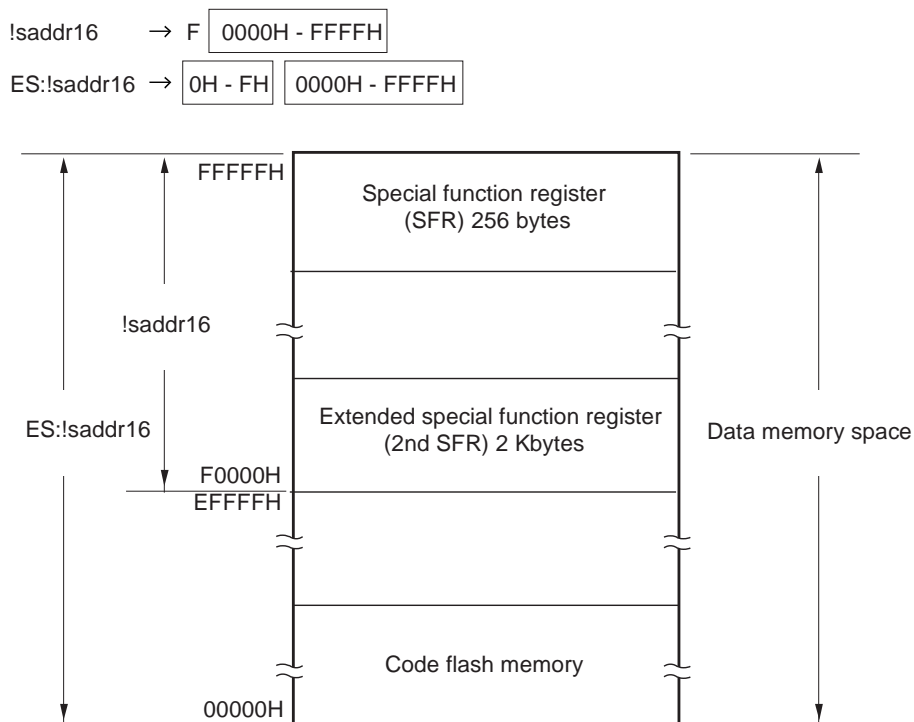 !saddr16 → F 0000H - FFFFH
ES:!saddr16 → 0H - FH 0000H - FFFFH
FFFFFH
Special function register
(SFR) 256 bytes
!saddr16
Extended special function register
(2nd SFR) 2 Kbytes
ES:!saddr16
Data memory space
F0000H
EFFFFH
Code flash memory
00000H